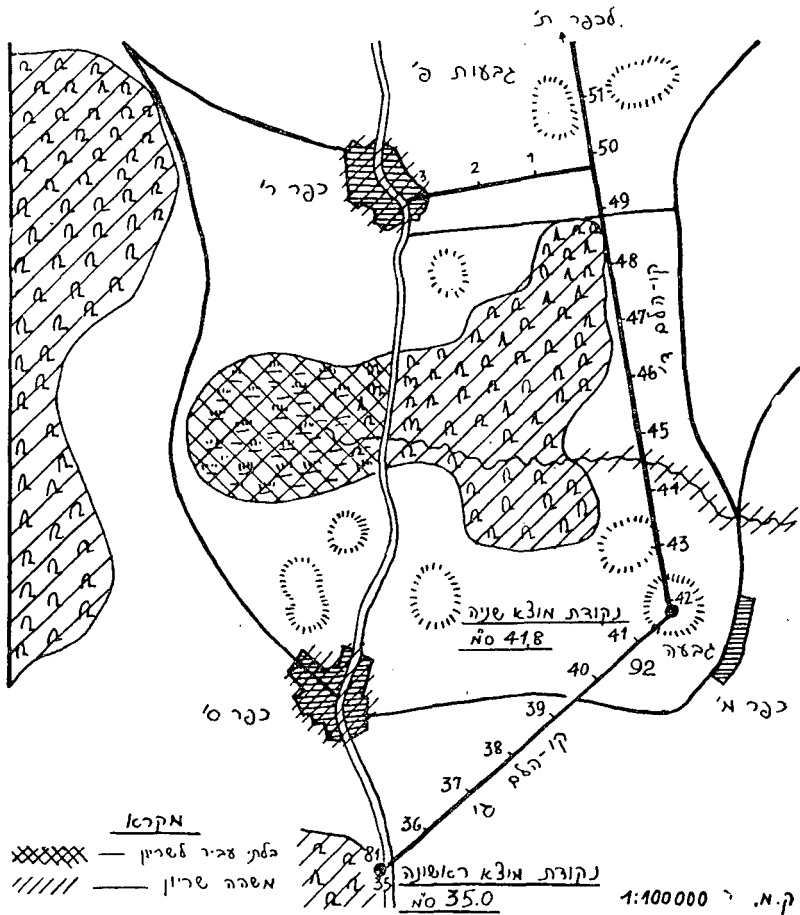 לכפר ת'
גבעות פ'
51
50
כפר ר'
3
2
1
49
48
קו-הלם
47
46
45
44
43
42
נקודת מוצא שניה
41.8 ס"מ
41
גבעה
92
40
כפר מ'
כפר ס'
39
38
קו-הלם
37
36
81
35
נקודת מוצא ראשונה
35.0 ס"מ
מקרא
בלתי עביר לשריון
משהה שריון
ק.מ.
1:100000